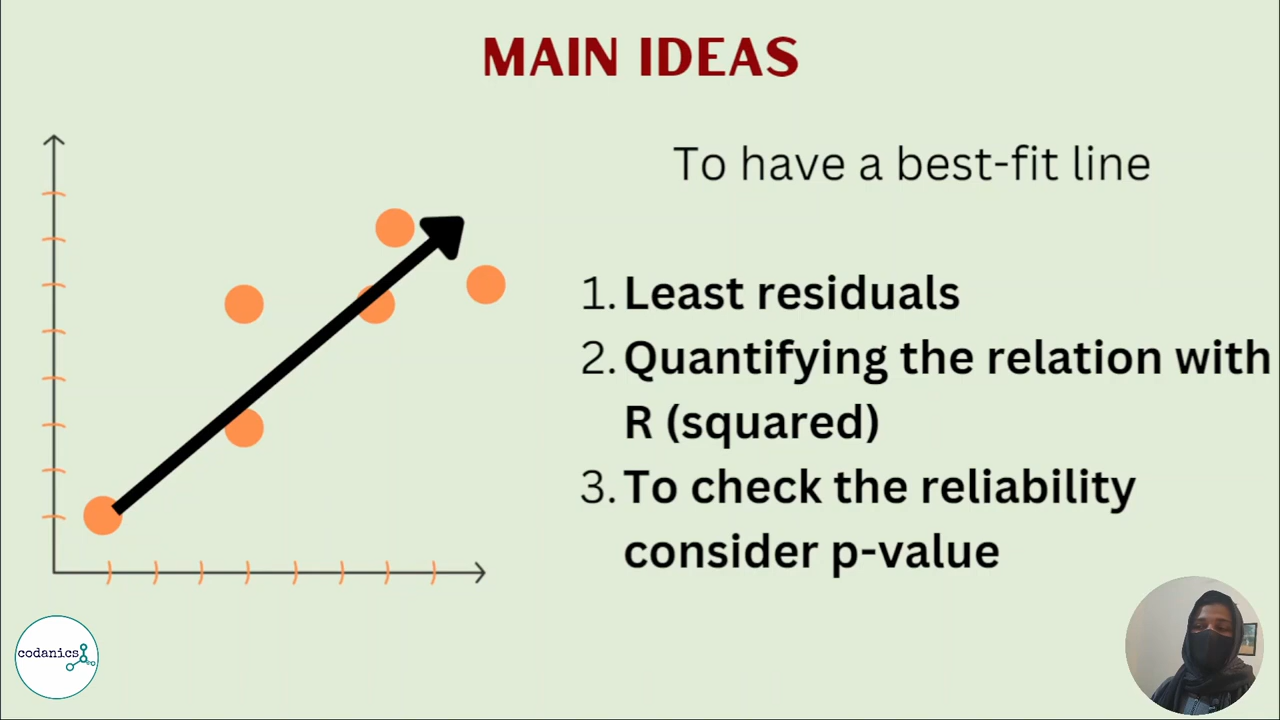 MAIN IDEAS
To have a best-fit line
1. Least residuals
2. Quantifying the relation with
R (squared)
3. To check the reliability
consider p-value
codanics